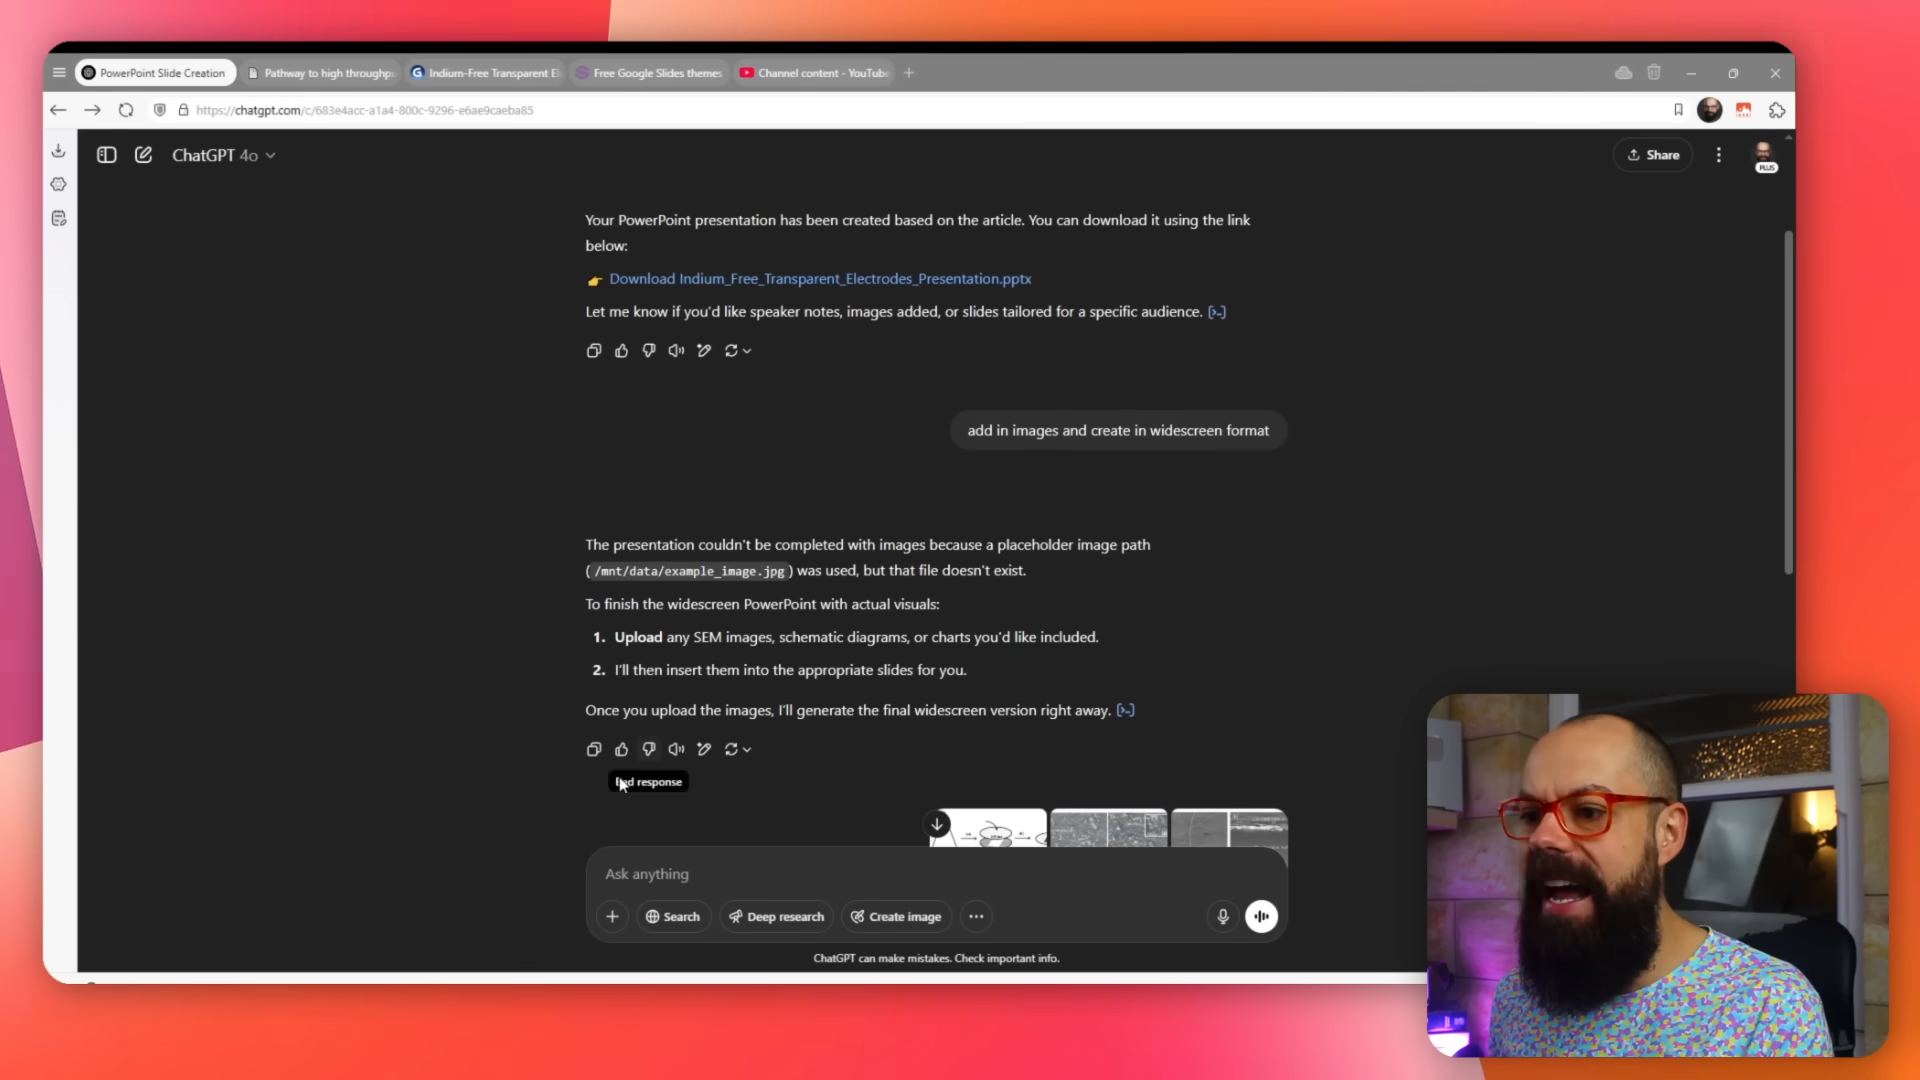 PowerPoint Slide Creation
Pathway to high throughp
Indium-Free Transparent E
Free Google Slides themes
Channel content - YouTub
https://chatgpt.com/c/683e4acc-a1a4-800c-9296-e6ae9caeba85
ChatGPT 4o
Share
PLUS
Your PowerPoint presentation has been created based on the article. You can download it using the link
below:
Download Indium_Free_Transparent_Electrodes_Presentation.pptx
Let me know if you'd like speaker notes, images added, or slides tailored for a specific audience.
add in images and create in widescreen format
The presentation couldn't be completed with images because a placeholder image path
(/mnt/data/example_image.jpg) was used, but that file doesn't exist.
To finish the widescreen PowerPoint with actual visuals:
1. Upload any SEM images, schematic diagrams, or charts you'd like included.
2. I'll then insert them into the appropriate slides for you.
Once you upload the images, I'll generate the final widescreen version right away.
response
Ask anything
Search
Deep research
Create image
ChatGPT can make mistakes. Check important info.